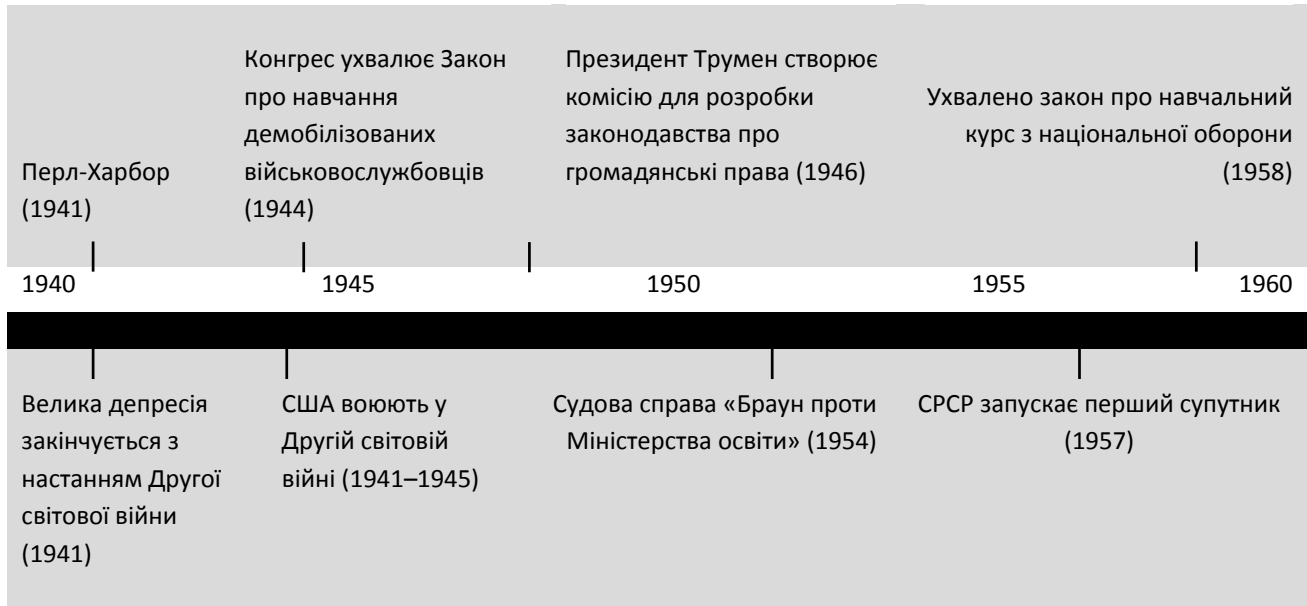 Перл-Харбор
(1941)
Конгрес ухвалює Закон
про навчання
демобілізованих
військовослужбовців
(1944)
Президент Трумен створює
комісію для розробки
законодавства про
громадянські права (1946)
Ухвалено закон про навчальний
курс з національної оборони
(1958)
1940 1945 1950 1955 1960
Велика депресія
закінчується з
настанням Другої
світової війни
(1941)
США воюють у
Другій світовій
війні (1941–1945)
Судова справа «Браун проти
Міністерства освіти» (1954)
СРСР запускає перший супутник
(1957)